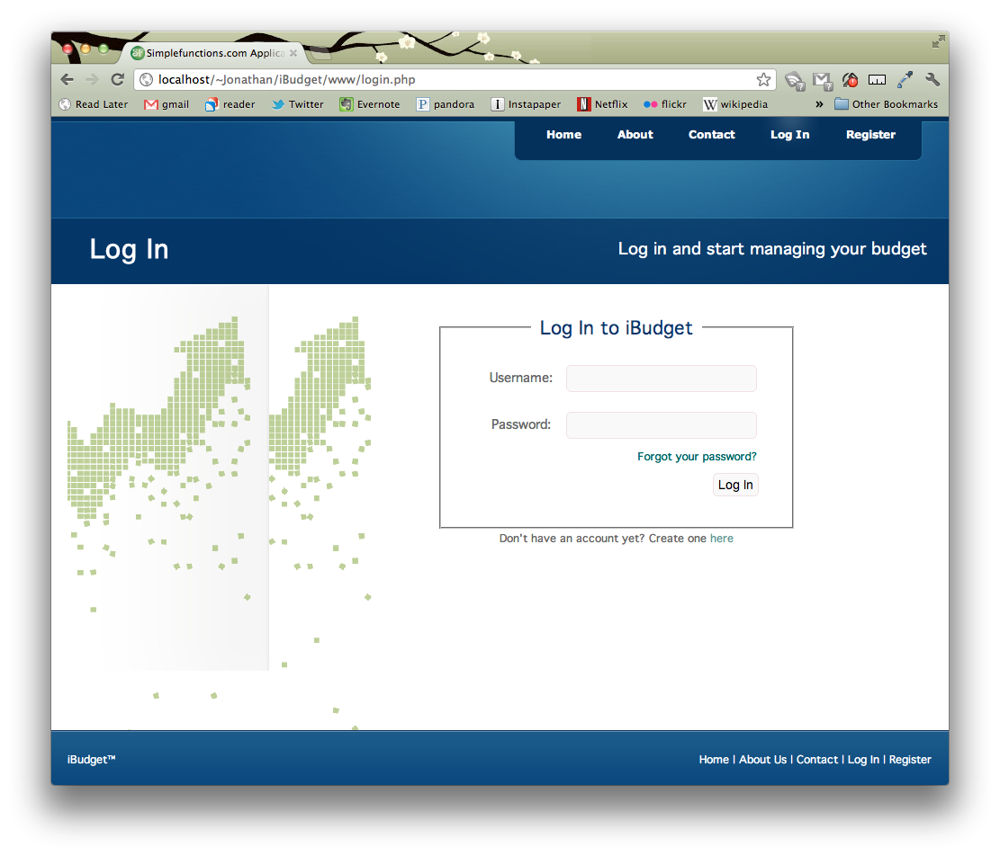 Simplefunctions.com Applica
localhost/~Jonathan/iBudget/www/login.php
Read Later gmail reader Twitter Evernote P pandora I Instapaper N Netflix flickr W wikipedia » Other Bookmarks
Home About Contact Log In Register
Log In Log in and start managing your budget
Log In to iBudget
Username:
Password:
Forgot your password?
Log In
Don't have an account yet? Create one here
iBudget™ Home | About Us | Contact | Log In | Register